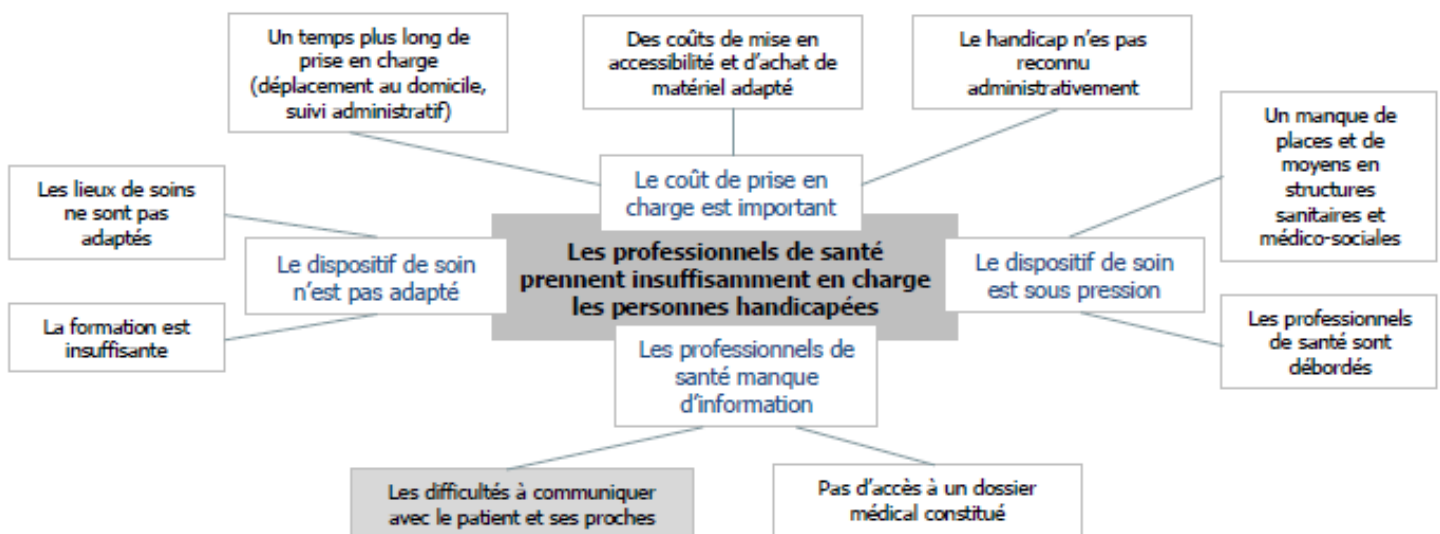 Un temps plus long de
prise en charge
(déplacement au domicile,
suivi administratif)
Des coûts de mise en
accessibilité et d'achat de
matériel adapté
Le handicap n'es pas
reconnu
administrativement
Un manque de
places et de
moyens en
structures
sanitaires et
médico-sociales
Les lieux de soins
ne sont pas
adaptés
Le coût de prise en
charge est important
Le dispositif de soin
n'est pas adapté
Les professionnels de santé
prennent insuffisamment en charge
les personnes handicapées
Le dispositif de soin
est sous pression
La formation est
insuffisante
Les professionnels de
santé manque
d'information
Les professionnels
de santé sont
débordés
Les difficultés à communiquer
avec le patient et ses proches
Pas d'accès à un dossier
médical constitué